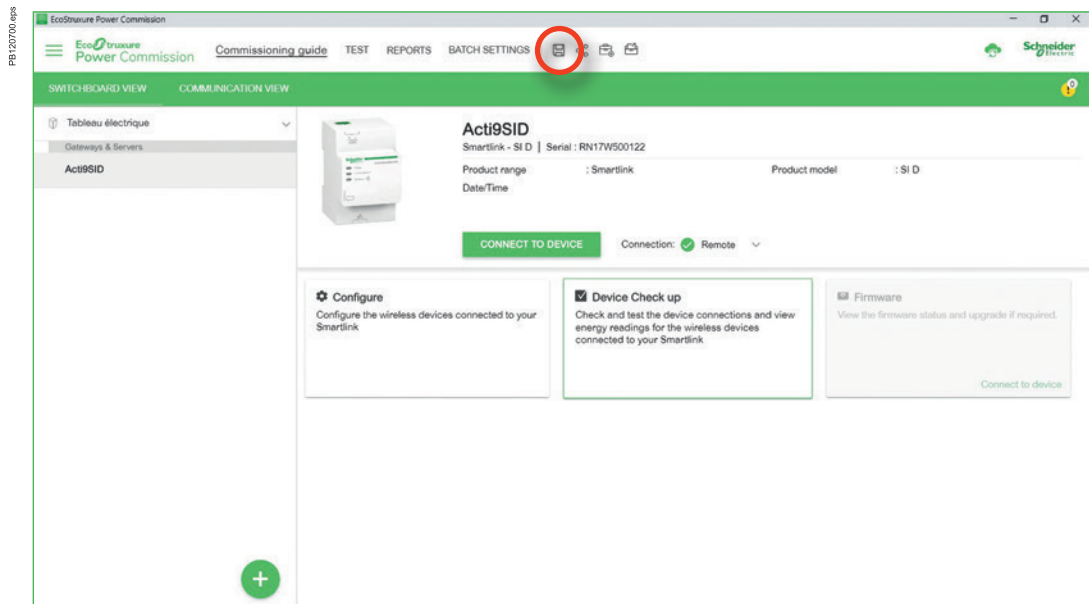 PB120700.eps
EcoStruxure Power Commission
EcoStruxure
Power Commission
Commissioning guide TEST REPORTS BATCH SETTINGS
Schneider
Electric
SWITCHBOARD VIEW COMMUNICATION VIEW
0
Tableau électrique
Gateways & Servers
Acti9SID
Acti9SID
Smartlink - SI D | Serial : RN17W500122
Product range : Smartlink Product model : SI D
Date/Time
CONNECT TO DEVICE Connection: Remote
Configure
Configure the wireless devices connected to your
Smartlink
Device Check up
Check and test the device connections and view
energy readings for the wireless devices
connected to your Smartlink
Firmware
View the firmware status and upgrade if required.
Connect to device
+